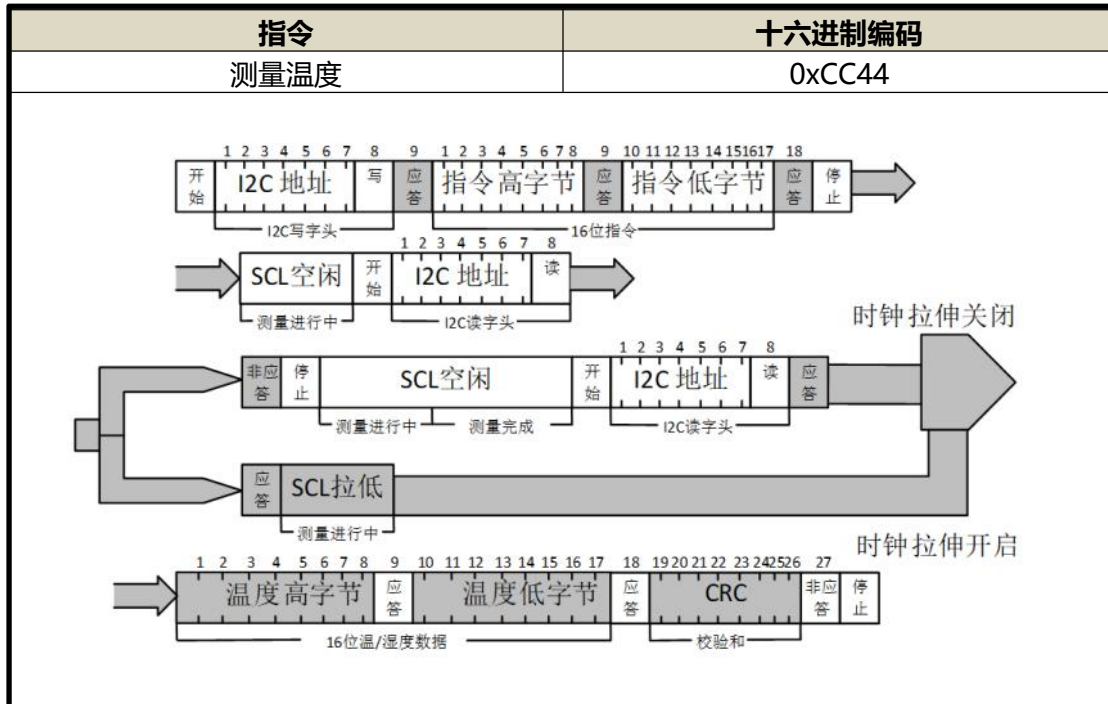 指令 十六进制编码
测量温度 0xCC44
1 2 3 4 5 6 7 8 9 1 2 3 4 5 6 7 8 9 10 11 12 13 14 15 16 17 18
开始 I2C 地址 写 应答 指令高字节 应答 指令低字节 应答 停止
I2C写字头 16位指令
1 2 3 4 5 6 7 8
SCL空闲 开始 I2C 地址 读
测量进行中 I2C读字头
时钟拉伸关闭
1 2 3 4 5 6 7 8
非应答 停止 SCL空闲 开始 I2C 地址 读 应答
测量进行中 测量完成 I2C读字头
应答 SCL拉低
测量进行中
时钟拉伸开启
1 2 3 4 5 6 7 8 9 10 11 12 13 14 15 16 17 18 19 20 21 22 23 24 25 26 27
温度高字节 应答 温度低字节 应答 CRC 非应答 停止
16位温/湿度数据 校验和